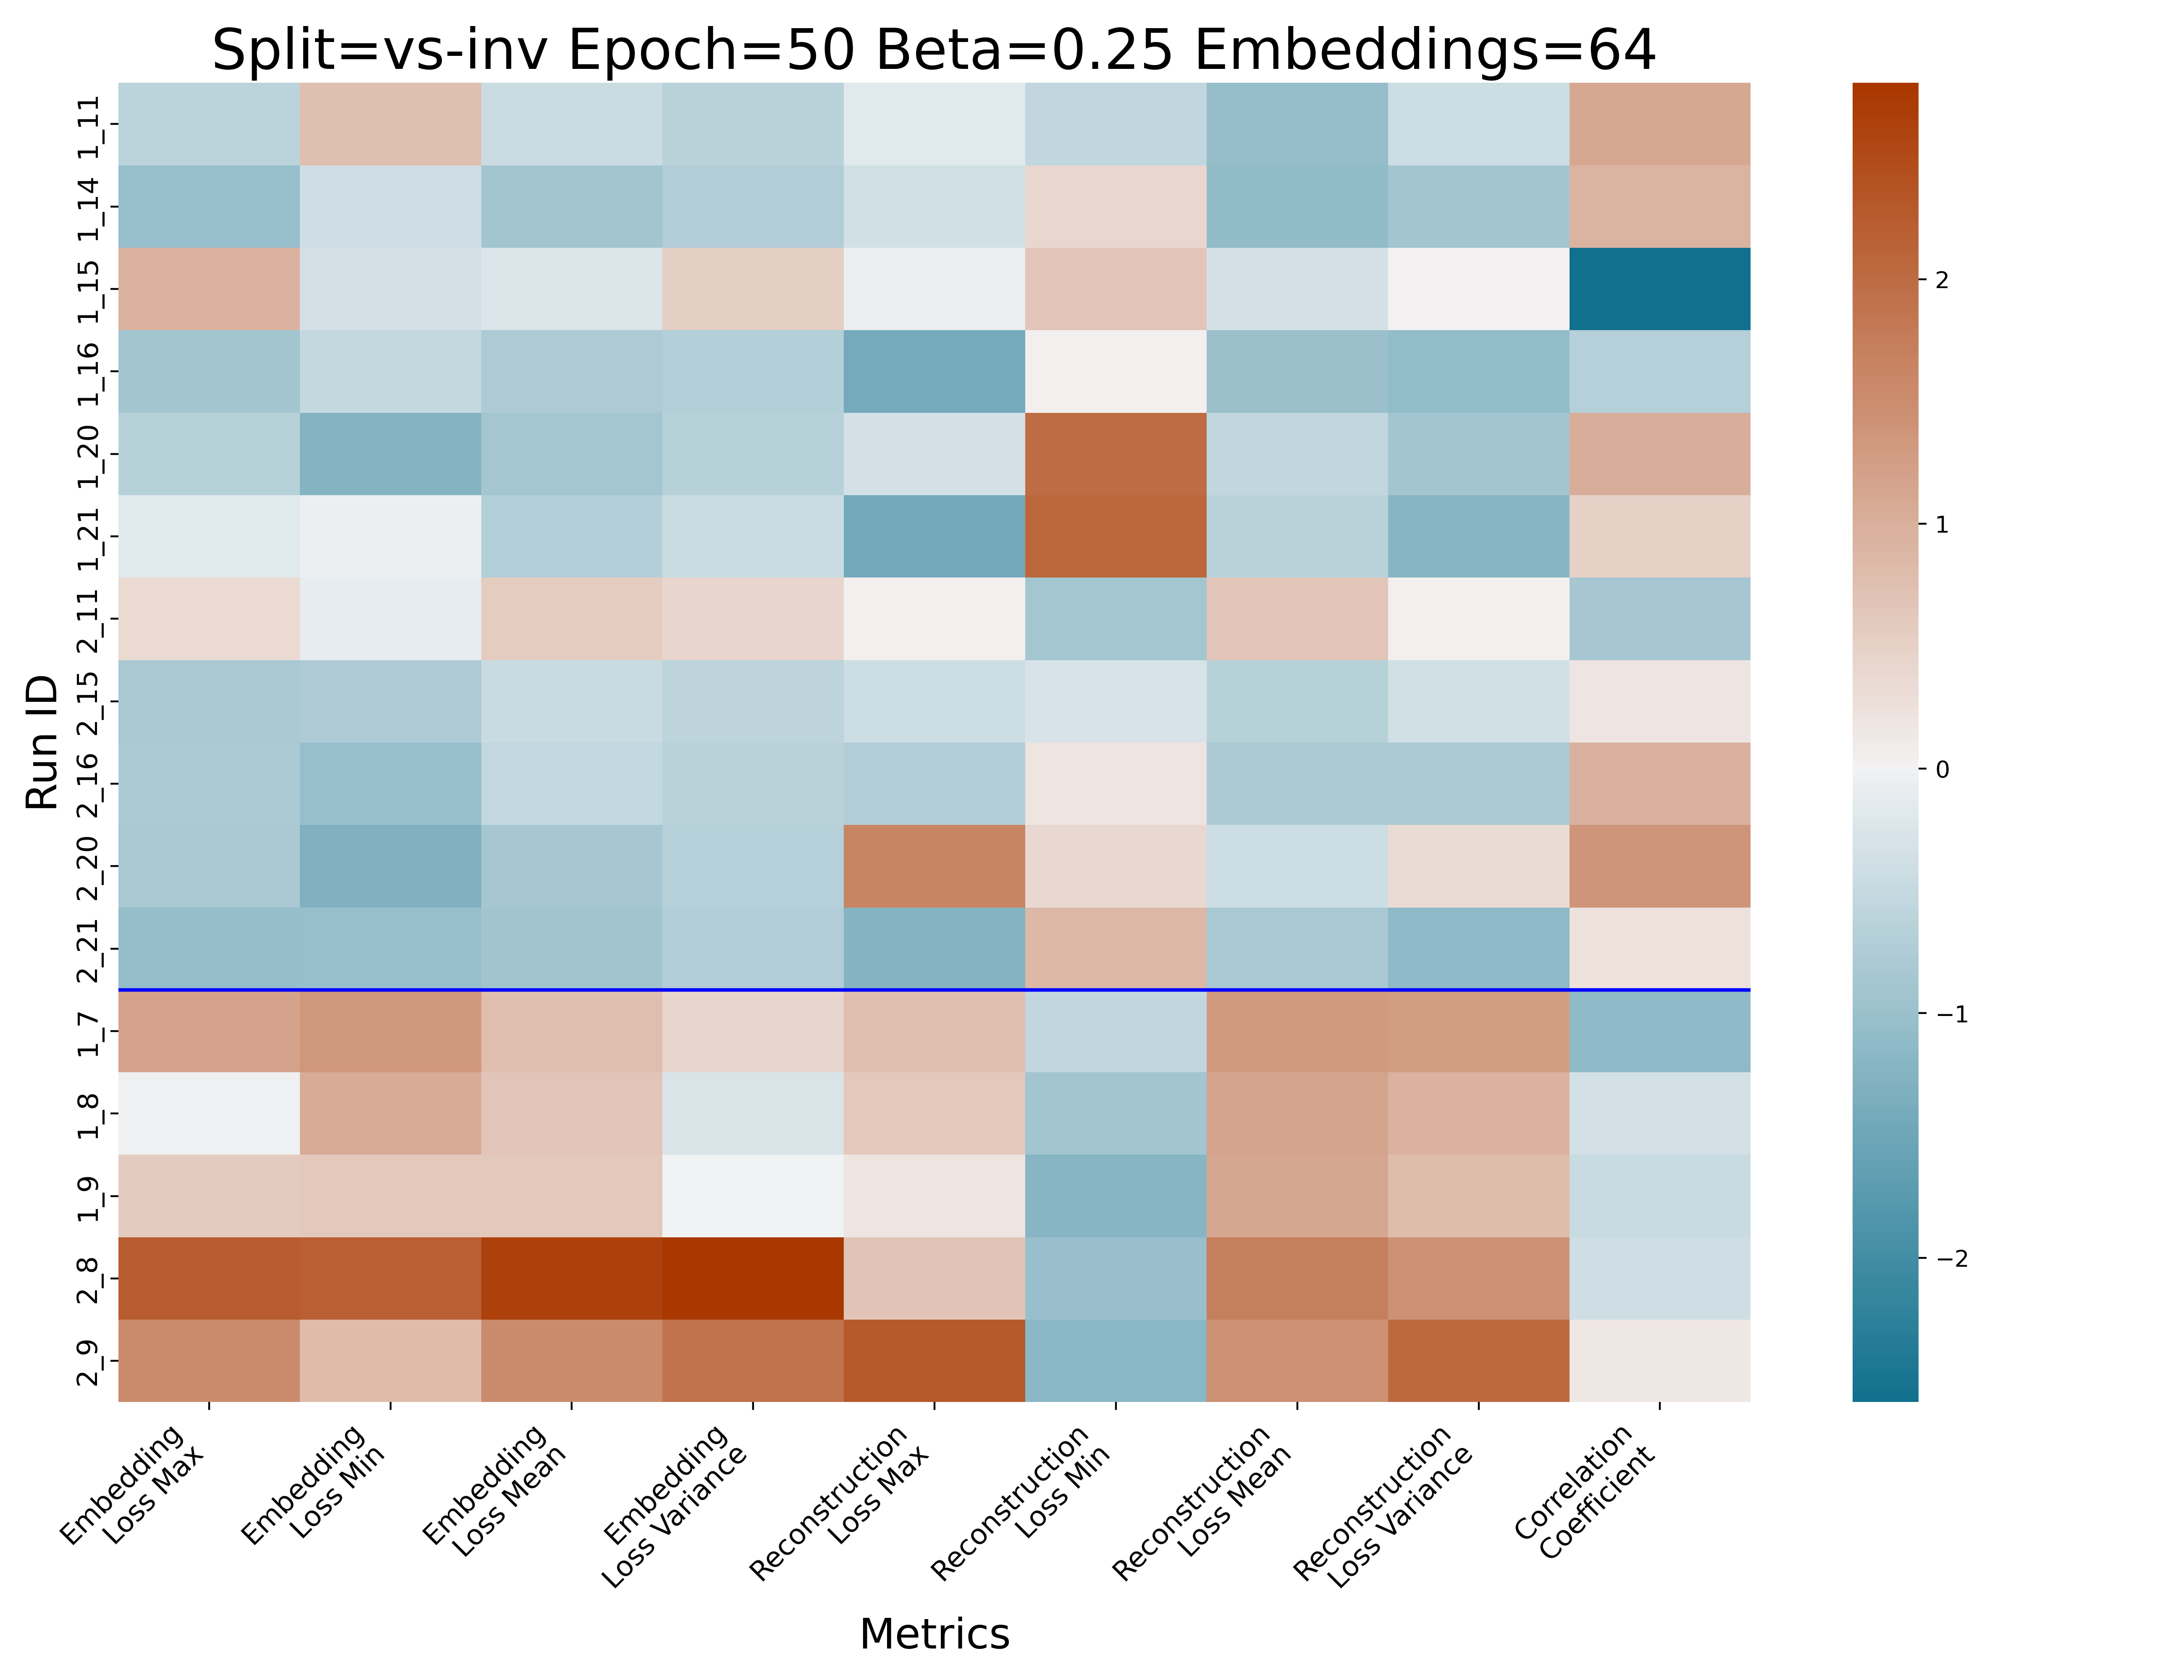 Split=vs-inv Epoch=50 Beta=0.25 Embeddings=64
Run ID
1_11
1_14
1_15
1_16
1_20
1_21
2_11
2_15
2_16
2_20
2_21
1_7
1_8
1_9
2_8
2_9
Embedding
Loss Max
Embedding
Loss Min
Embedding
Loss Mean
Embedding
Loss Variance
Reconstruction
Loss Max
Reconstruction
Loss Min
Reconstruction
Loss Mean
Reconstruction
Loss Variance
Correlation
Coefficient
Metrics
2
1
0
−1
−2